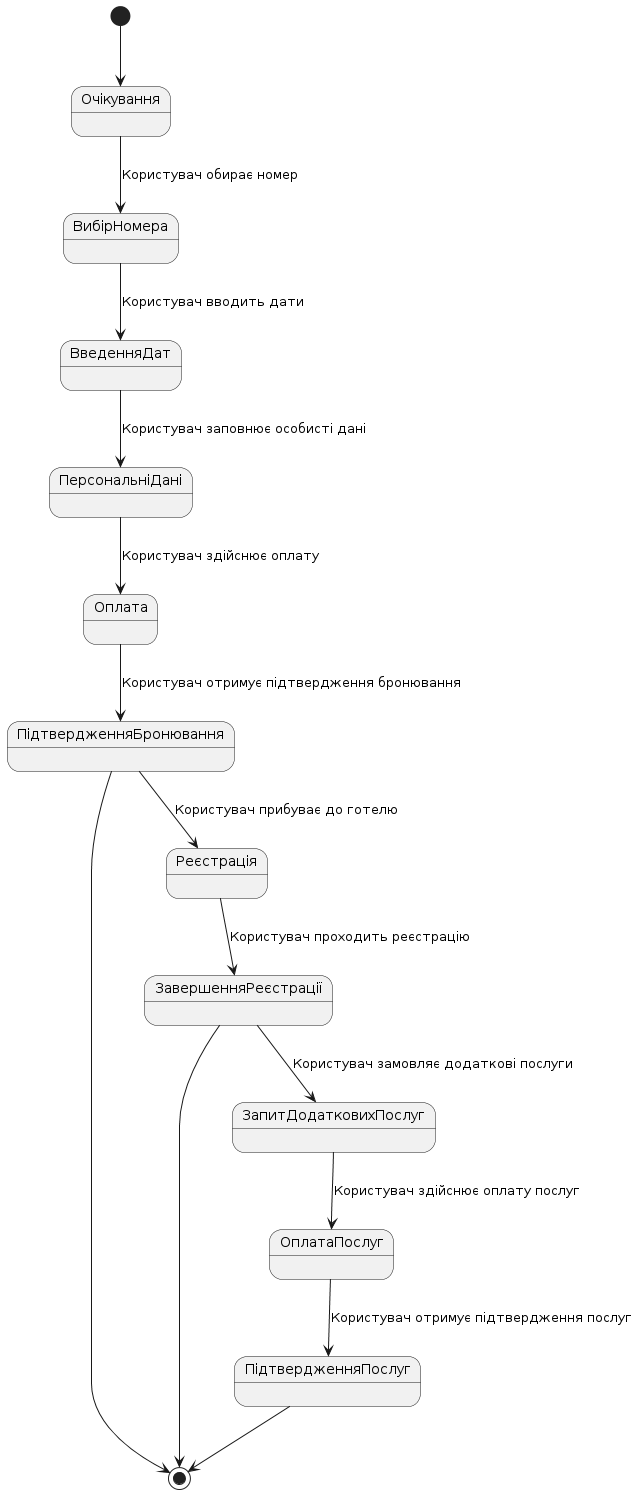 Очікування
Користувач обирає номер
ВибірНомера
Користувач вводить дати
ВведенняДат
Користувач заповнює особисті дані
ПерсональніДані
Користувач здійснює оплату
Оплата
Користувач отримує підтвердження бронювання
ПідтвердженняБронювання
Користувач прибуває до готелю
Реєстрація
Користувач проходить реєстрацію
ЗавершенняРеєстрації
Користувач замовляє додаткові послуги
ЗапитДодатковихПослуг
Користувач здійснює оплату послуг
ОплатаПослуг
Користувач отримує підтвердження послуг
ПідтвердженняПослуг